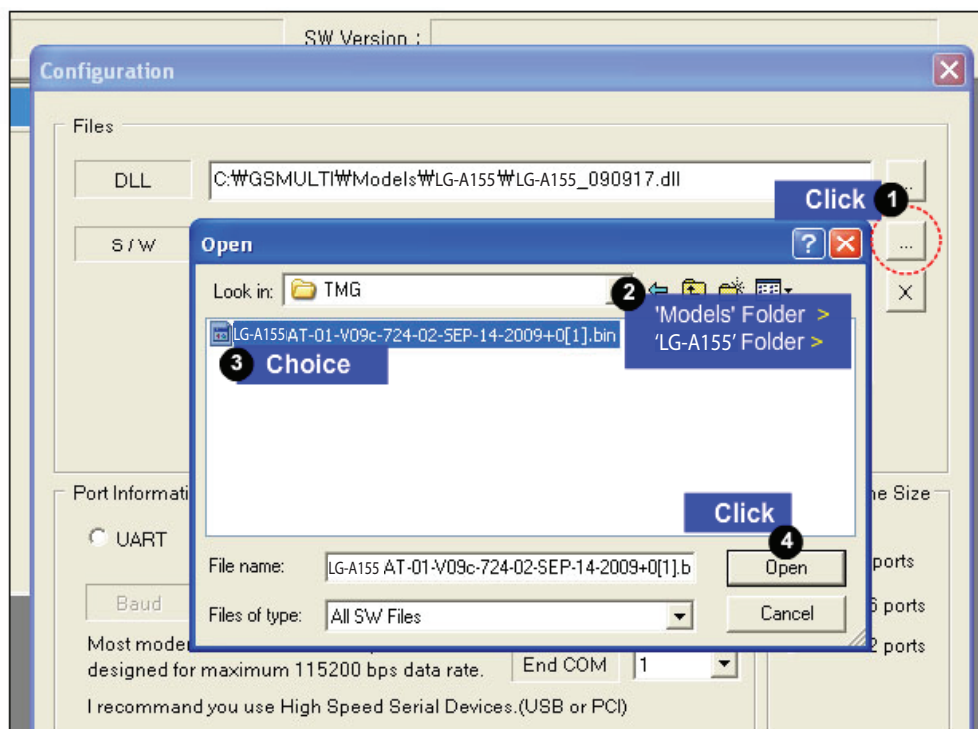 SW Version :
Configuration
Files
DLL
C:₩GSMULTI₩Models₩LG-A155₩LG-A155_090917.dll
...
Click 1
S/W
...
Open
Look in: TMG
2
X
'Models' Folder >
'LG-A155' Folder >
LG-A155 AT-01-V09c-724-02-SEP-14-2009+0[1].bin
3 Choice
Click
4
Port Informati
ne Size
UART
File name: LG-A155 AT-01-V09c-724-02-SEP-14-2009+0[1].b
Open
ports
Baud
Files of type: All SW Files
Cancel
6 ports
2 ports
Most moder
designed for maximum 115200 bps data rate.
End COM
1
I recommand you use High Speed Serial Devices.(USB or PCI)